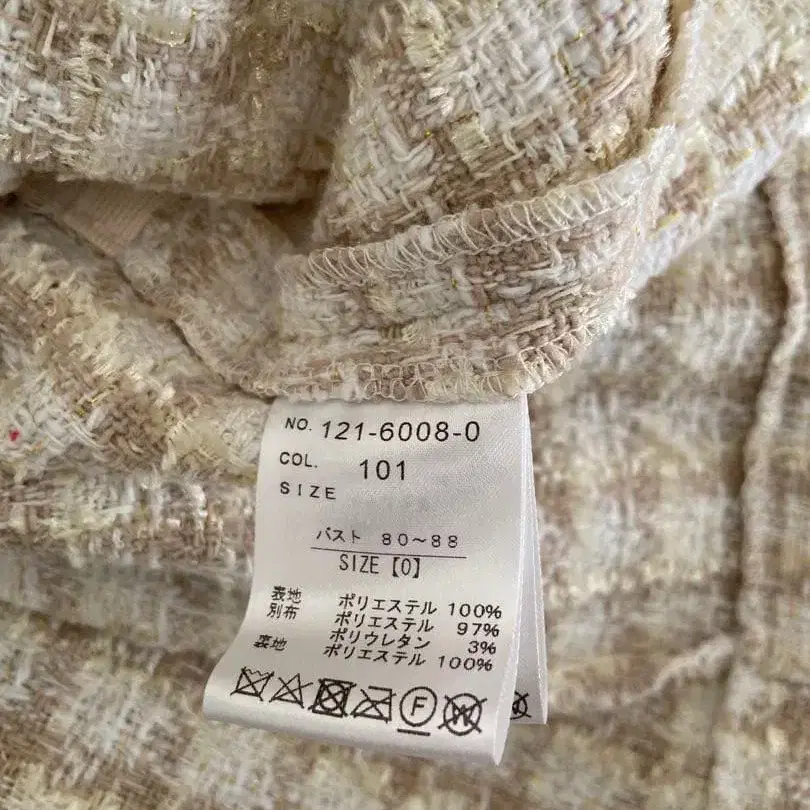 NO. 121-6008-0
COL. 101
SIZE
バスト 80～88
SIZE【0】
表地 ポリエステル 100%
別布 ポリエステル 97%
ポリウレタン 3%
裏地 ポリエステル 100%
F W